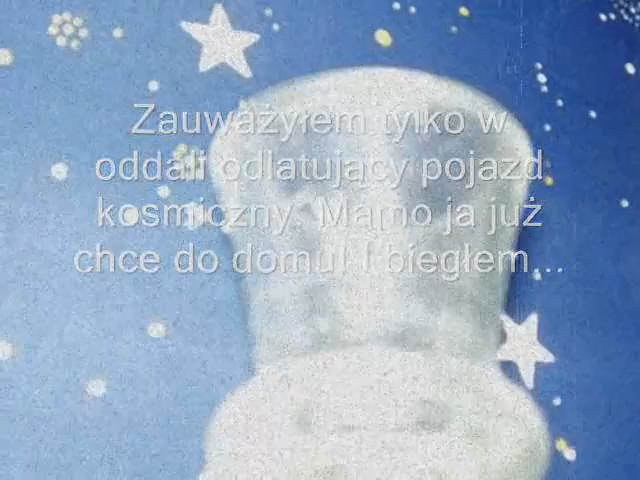 Zauważyłem tylko w
oddali odlatujący pojazd
kosmiczny. Mamo ja już
chce do domu! I biegłem...